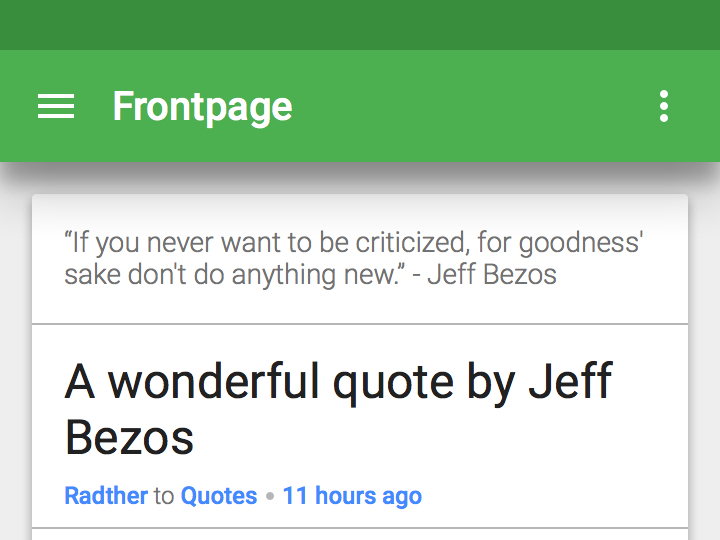 Frontpage
“If you never want to be criticized, for goodness'
sake don't do anything new.” - Jeff Bezos
A wonderful quote by Jeff
Bezos
Radther to Quotes • 11 hours ago